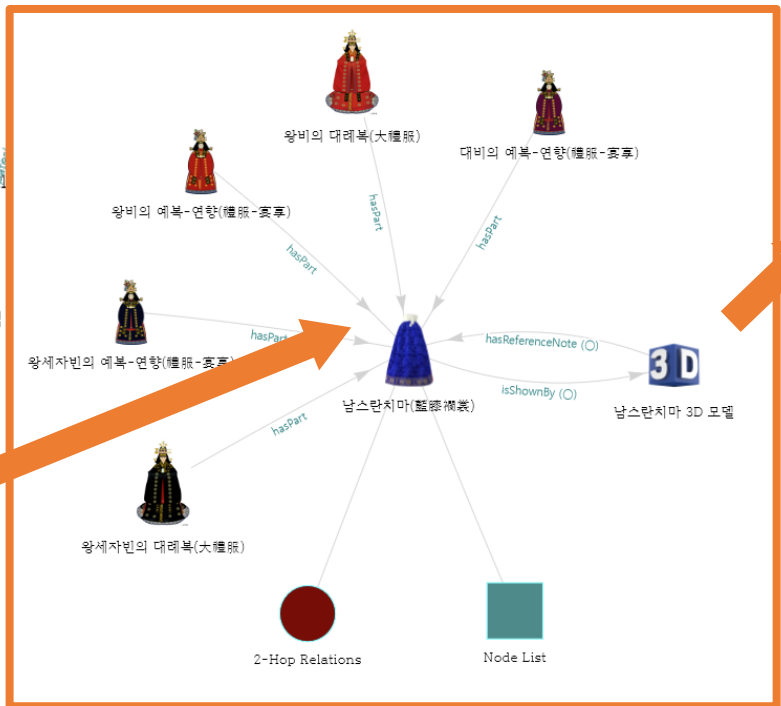 왕비의 대례복(大禮服)
대비의 예복-연향(禮服-宴享)
왕비의 예복-연향(禮服-宴享)
hasPart
hasPart
hasPart
왕세자빈의 예복-연향(禮服-宴享)
hasPart
hasReferenceNote (○)
3D
isShownBy (○)
남스란치마(藍膝襴裳)
남스란치마 3D 모델
hasPart
왕세자빈의 대례복(大禮服)
2-Hop Relations
Node List